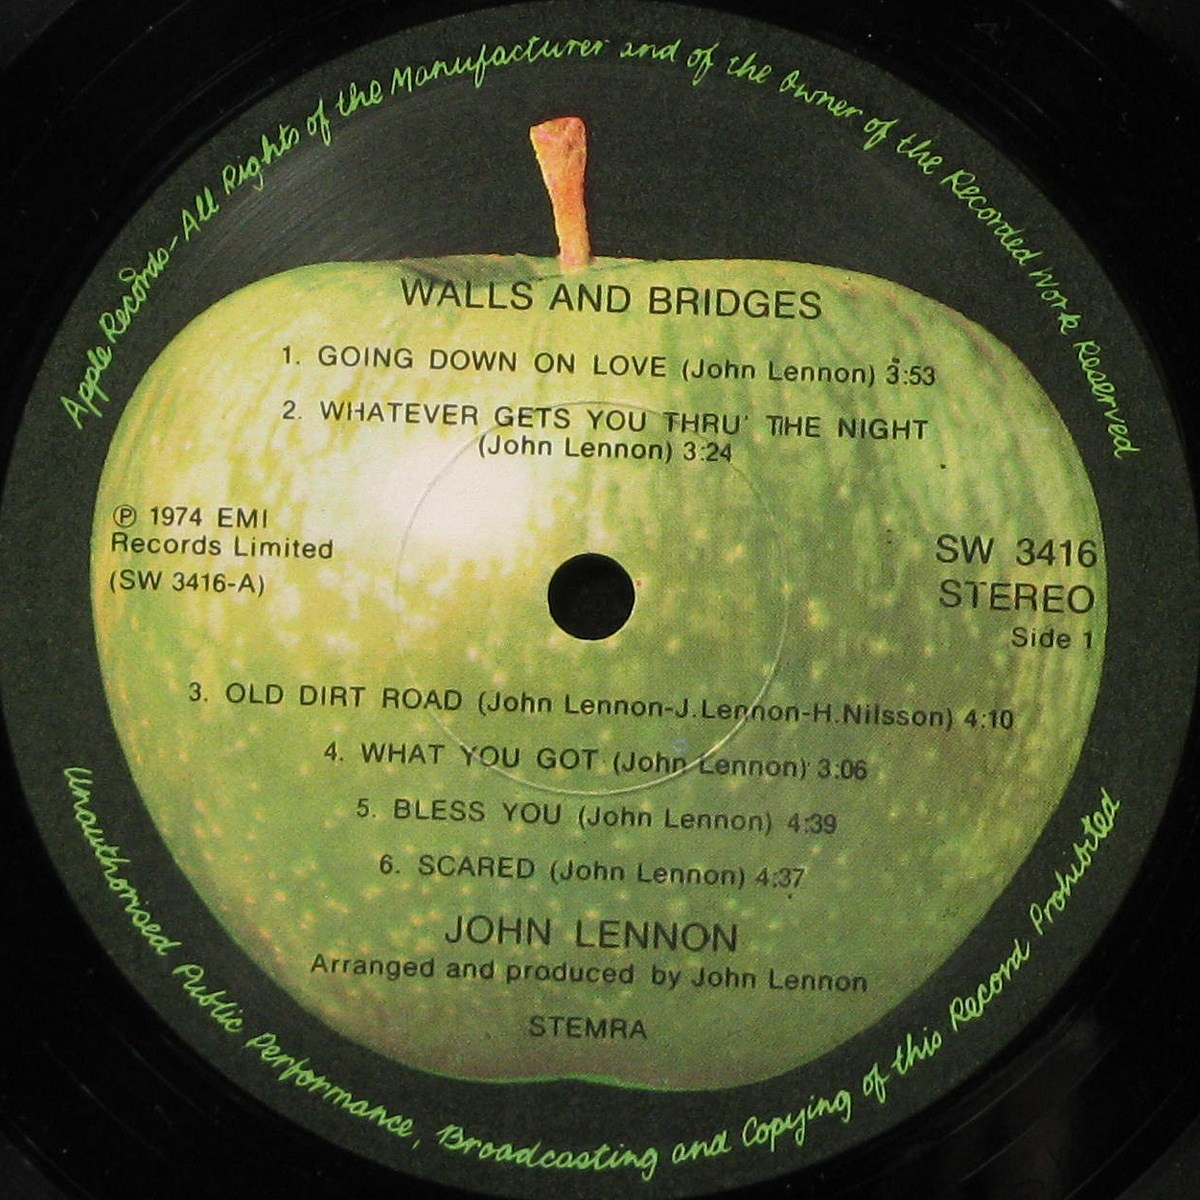 Apple Records-All Rights of the Manufacturer and of the Owner of the Recorded Work Reserved
WALLS AND BRIDGES
1. GOING DOWN ON LOVE (John Lennon) 3:53
2. WHATEVER GETS YOU THRU' THE NIGHT
(John Lennon) 3:24
℗ 1974 EMI
Records Limited
(SW 3416-A)
SW 3416
STEREO
Side 1
3. OLD DIRT ROAD (John Lennon-J.Lennon-H.Nilsson) 4:10
4. WHAT YOU GOT (John Lennon) 3:06
5. BLESS YOU (John Lennon) 4:39
6. SCARED (John Lennon) 4:37
JOHN LENNON
Arranged and produced by John Lennon
STEMRA
Unauthorised Public Performance, Broadcasting and Copying of this Record Prohibited